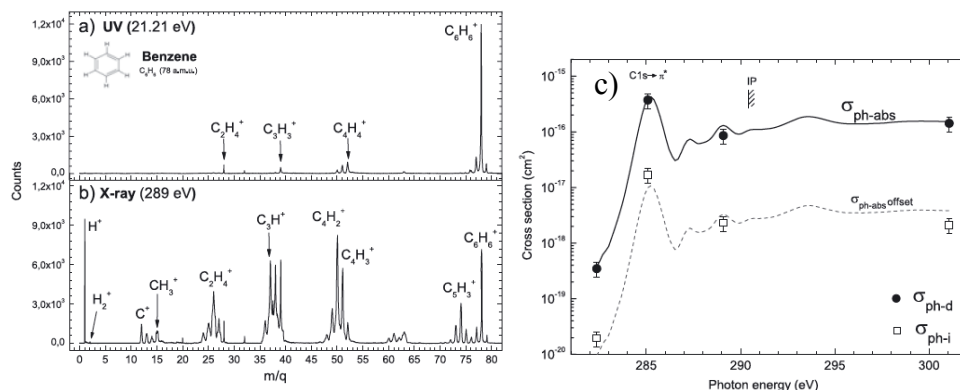 a) UV (21.21 eV)
H
H H
H H
H
Benzene
C₆H₆ (78 a.m.u.)
C₂H₄⁺
C₃H₃⁺
C₄H₄⁺
C₆H₆⁺
1,2x10⁴
9,0x10³
6,0x10³
3,0x10³
0,0
Counts
b) X-ray (289 eV)
H⁺
H₂⁺
C⁺
CH₃⁺
C₂H₄⁺
C₃H⁺
C₄H₂⁺
C₄H₃⁺
C₅H₃⁺
C₆H₆⁺
1,2x10⁴
9,0x10³
6,0x10³
3,0x10³
0,0
0 5 10 15 20 25 30 35 40 45 50 55 60 65 70 75 80
m/q
c)
C1s→ π*
IP
σph-abs
σph-abs offset
σph-d
σph-i
Cross section (cm²)
10⁻¹⁵
10⁻¹⁶
10⁻¹⁷
10⁻¹⁸
10⁻¹⁹
10⁻²⁰
285 290 295 300
Photon energy (eV)